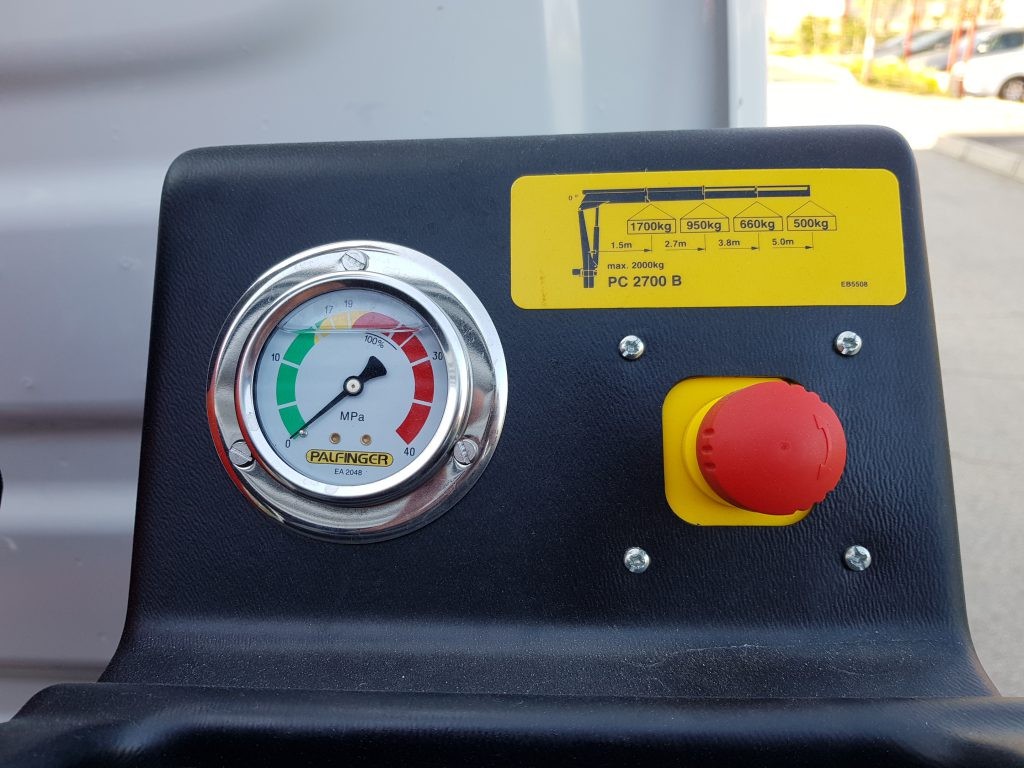 0°
1700kg 950kg 660kg 500kg
1.5m 2.7m 3.8m 5.0m
max. 2000kg
PC 2700 B
EB5508
17 19
100%
10 30
MPa
0 40
PALFINGER
EA 2048